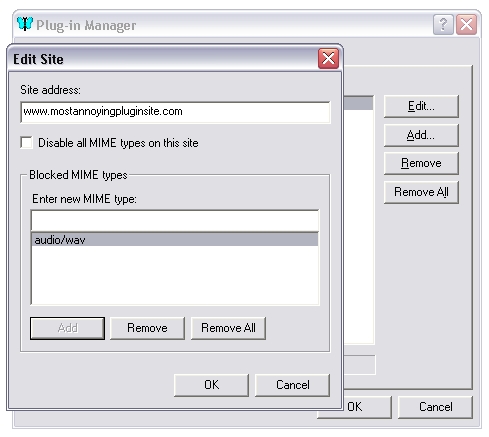 Plug-in Manager
?
Edit Site
Site address:
www.mostannoyingpluginsite.com
Disable all MIME types on this site
Blocked MIME types
Enter new MIME type:
audio/wav
Add
Remove
Remove All
OK
Cancel
Edit...
Add...
Remove
Remove All
OK
Cancel